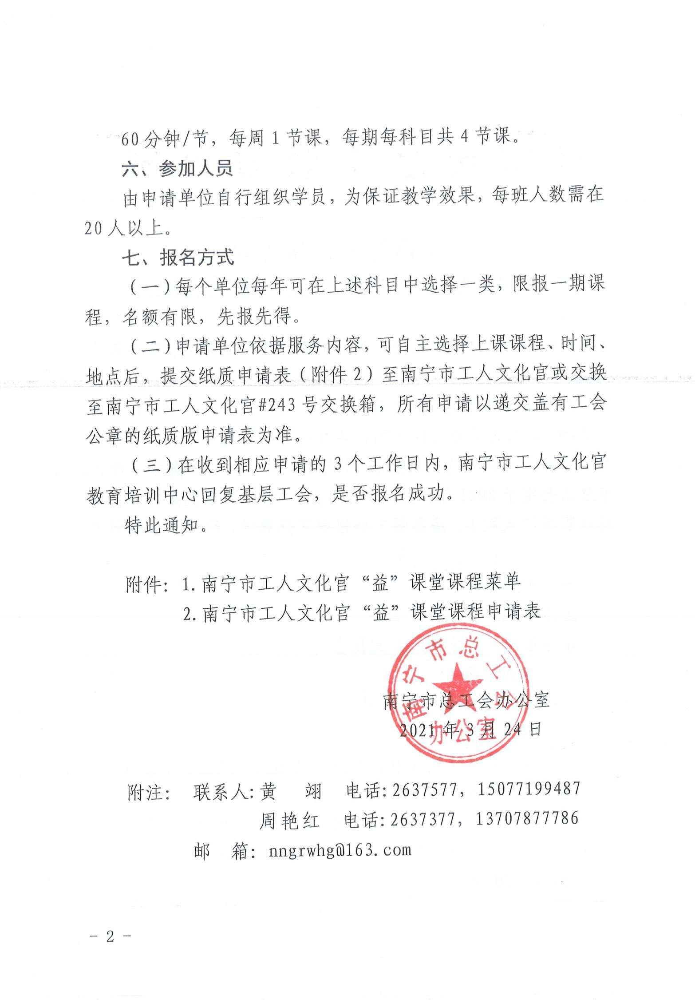 60分钟/节，每周1节课，每期每科目共4节课。
六、参加人员
由申请单位自行组织学员，为保证教学效果，每班人数需在
20人以上。
七、报名方式
（一）每个单位每年可在上述科目中选择一类，限报一期课
程，名额有限，先报先得。
（二）申请单位依据服务内容，可自主选择上课课程、时间、
地点后，提交纸质申请表（附件2）至南宁市工人文化宫或交换
至南宁市工人文化宫#243号交换箱，所有申请以递交盖有工会
公章的纸质版申请表为准。
（三）在收到相应申请的3个工作日内，南宁市工人文化宫
教育培训中心回复基层工会，是否报名成功。
特此通知。
附件：1.南宁市工人文化宫“益”课堂课程菜单
2.南宁市工人文化宫“益”课堂课程申请表
南宁市总工会
办公室
南宁市总工会办公室
2021年3月24日
附注：联系人:黄 翊 电话:2637577，15077199487
周艳红 电话:2637377，13707877786
邮 箱：nngrwhg@163.com
- 2 -